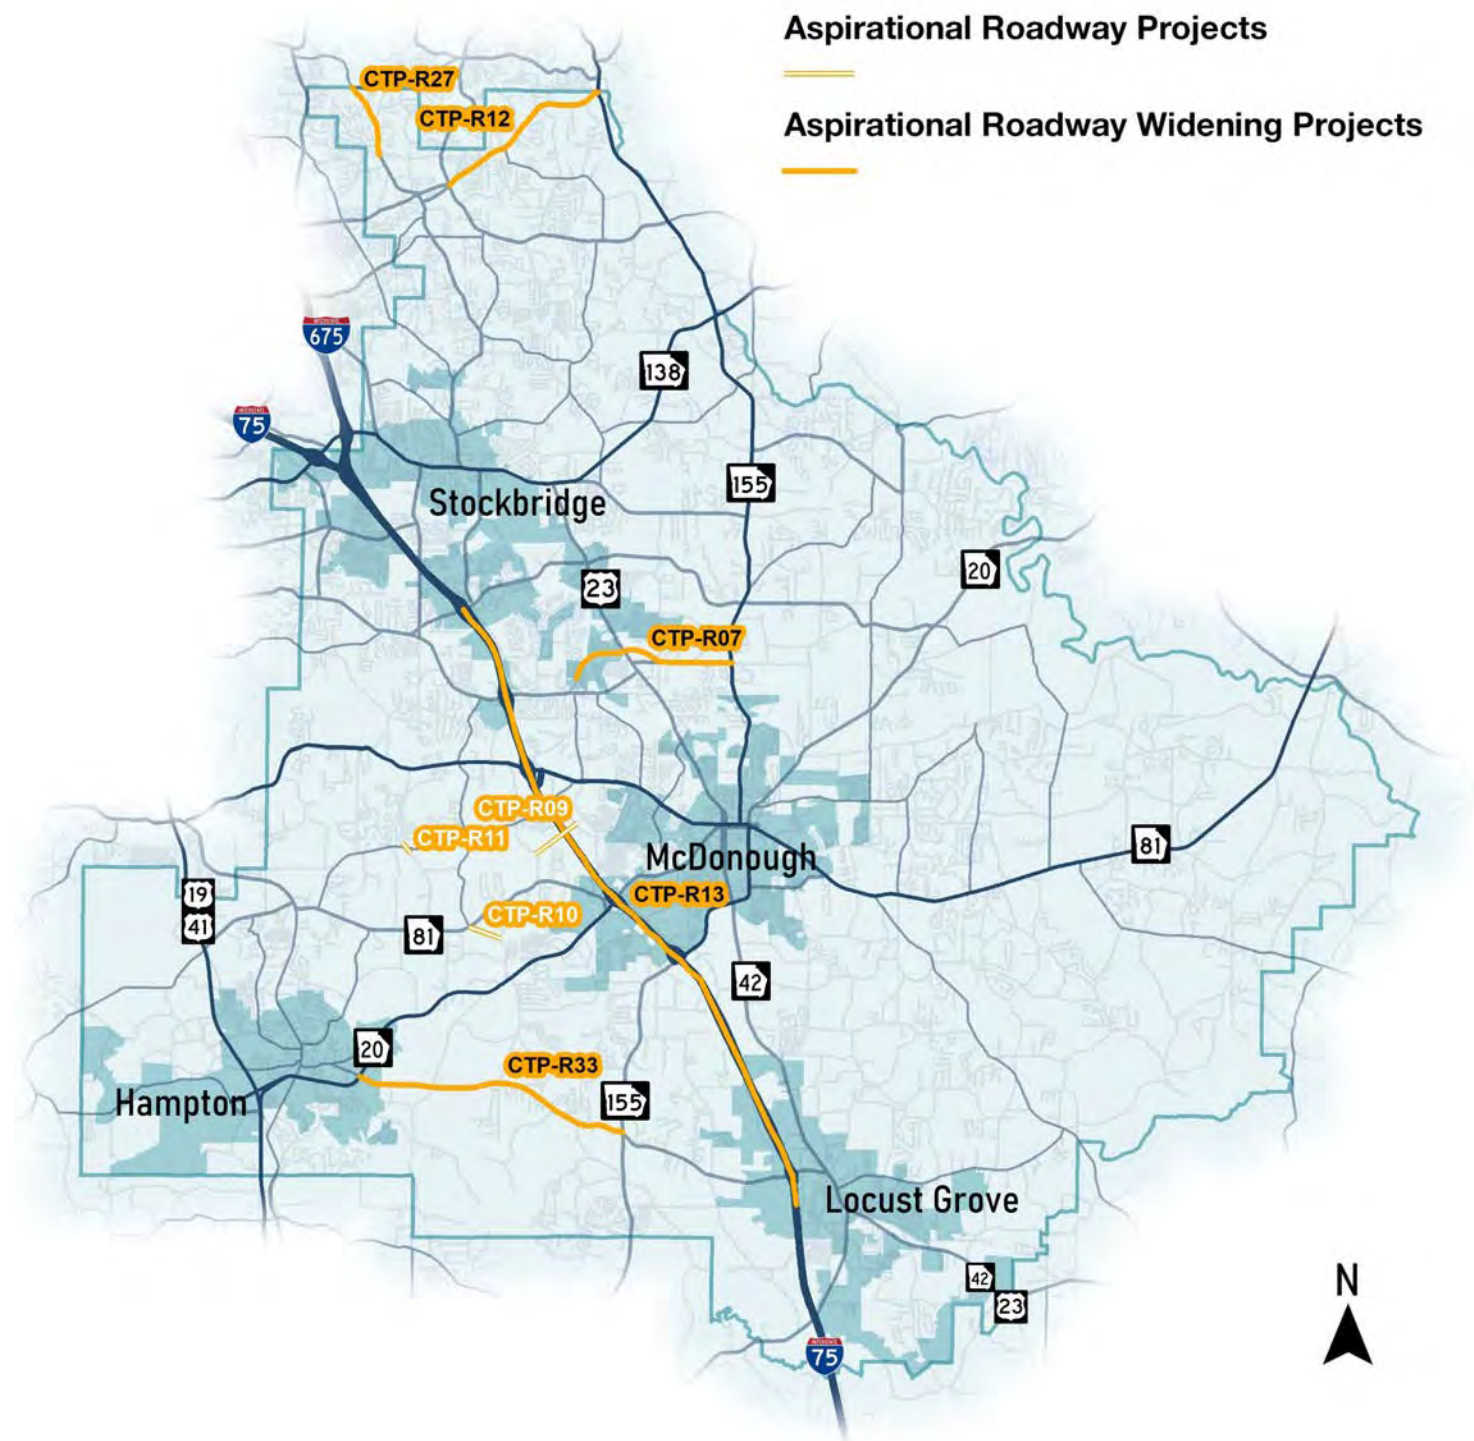 Aspirational Roadway Projects
Aspirational Roadway Widening Projects
CTP-R27
CTP-R12
675
138
75
155
Stockbridge
20
23
CTP-R07
CTP-R09
CTP-R11
81
McDonough
19
CTP-R13
CTP-R10
41
81
42
20
CTP-R33
155
Hampton
Locust Grove
42
23
N
75